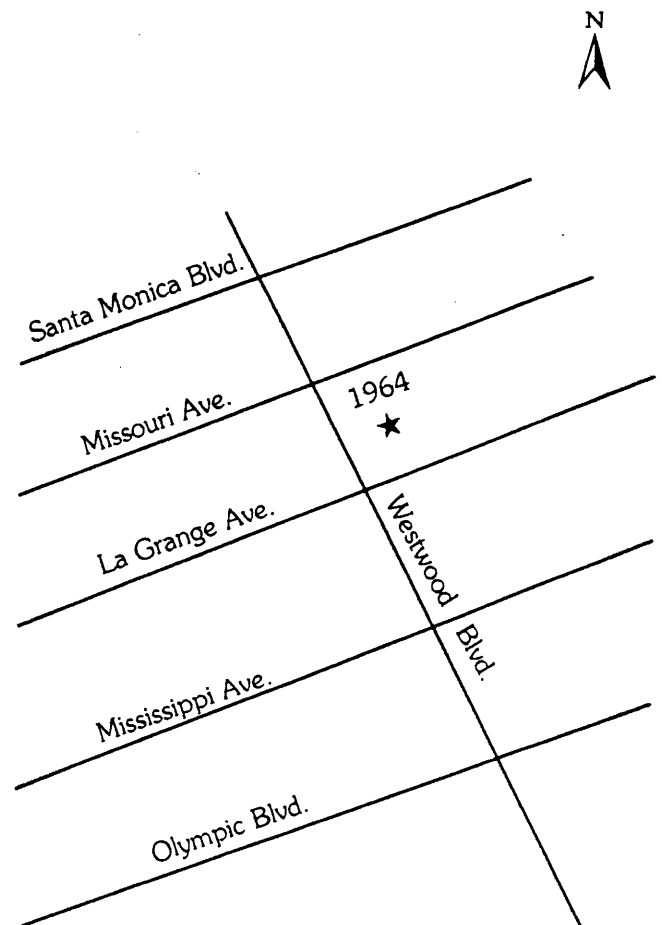 N
Santa Monica Blvd.
Missouri Ave.
1964
La Grange Ave.
Westwood Blvd.
Mississippi Ave.
Olympic Blvd.